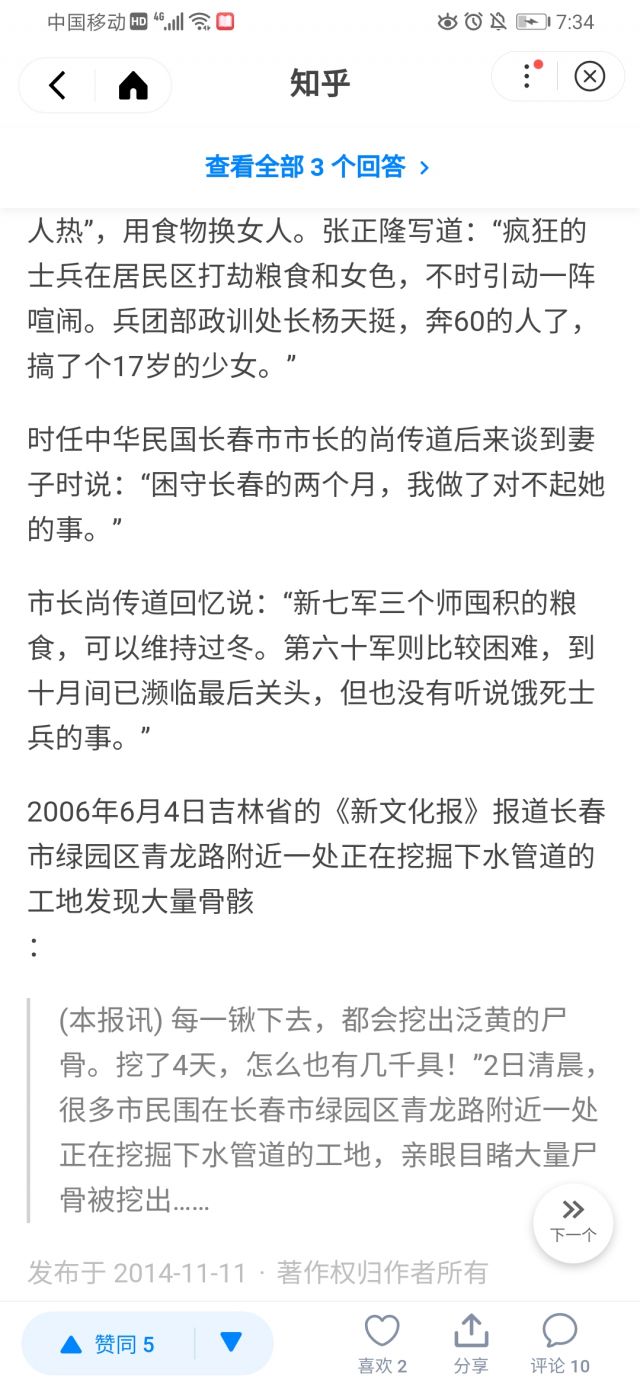 中国移动 HD 4G 7:34
知乎
查看全部 3 个回答 >
人热”，用食物换女人。张正隆写道：“疯狂的
士兵在居民区打劫粮食和女色，不时引动一阵
喧闹。兵团部政训处长杨天挺，奔60的人了，
搞了个17岁的少女。”
时任中华民国长春市市长的尚传道后来谈到妻
子时说：“困守长春的两个月，我做了对不起她
的事。”
市长尚传道回忆说：“新七军三个师囤积的粮
食，可以维持过冬。第六十军则比较困难，到
十月间已濒临最后关头，但也没有听说饿死士
兵的事。”
2006年6月4日吉林省的《新文化报》报道长春
市绿园区青龙路附近一处正在挖掘下水管道的
工地发现大量骨骸
：
(本报讯) 每一锹下去，都会挖出泛黄的尸
骨。挖了4天，怎么也有几千具！”2日清晨，
很多市民围在长春市绿园区青龙路附近一处
正在挖掘下水管道的工地，亲眼目睹大量尸
骨被挖出……
下一个
发布于 2014-11-11 · 著作权归作者所有
赞同 5
喜欢 2
分享
评论 10